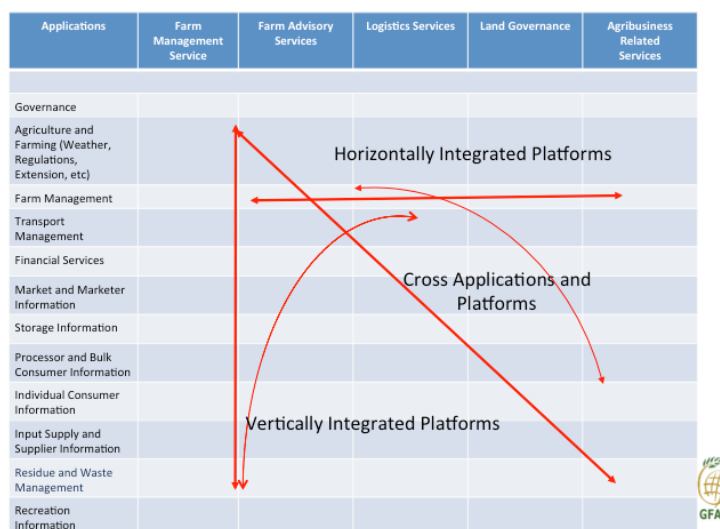 Applications
Farm
Management
Service
Farm Advisory
Services
Logistics Services
Land Governance
Agribusiness
Related
Services
Governance
Agriculture and
Farming (Weather,
Regulations,
Extension, etc)
Horizontally Integrated Platforms
Farm Management
Transport
Management
Financial Services
Cross Applications and
Platforms
Market and Marketer
Information
Storage Information
Processor and Bulk
Consumer Information
Individual Consumer
Information
Vertically Integrated Platforms
Input Supply and
Supplier Information
Residue and Waste
Management
Recreation
Information
GFA